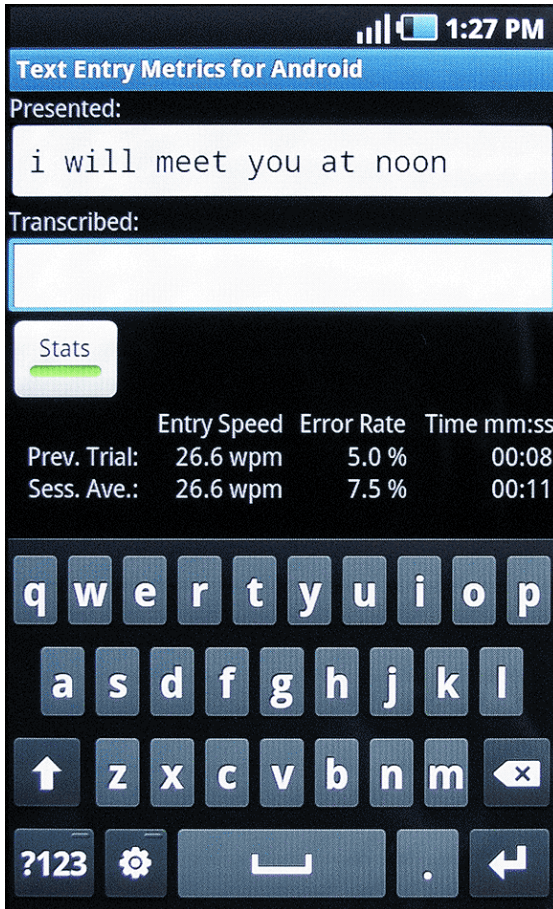 1:27 PM
Text Entry Metrics for Android
Presented:
i will meet you at noon
Transcribed:
Stats
Entry Speed Error Rate Time mm:ss
Prev. Trial: 26.6 wpm 5.0 % 00:08
Sess. Ave.: 26.6 wpm 7.5 % 00:11
q w e r t y u i o p
a s d f g h j k l
z x c v b n m
?123 .